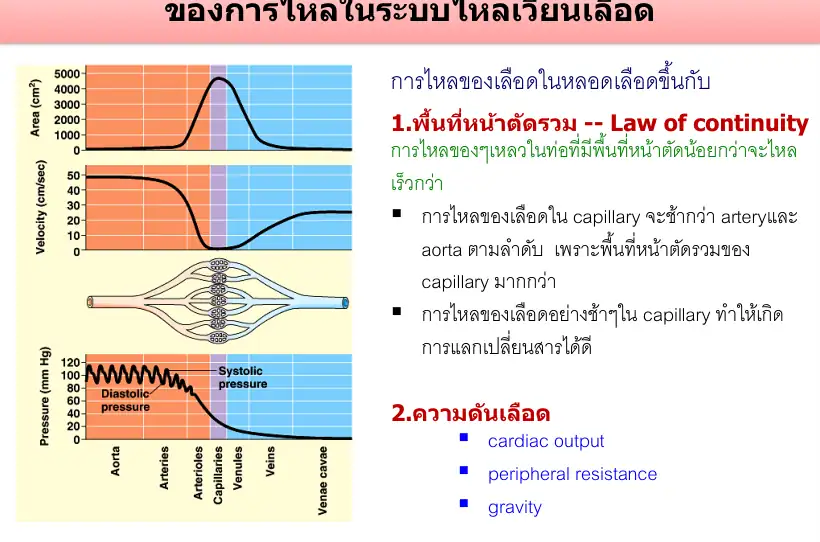 ของการไหลในระบบไหลเวียนเลือด
การไหลของเลือดในหลอดเลือดขึ้นกับ
1.พื้นที่หน้าตัดรวม -- Law of continuity
การไหลของๆเหลวในท่อที่มีพื้นที่หน้าตัดน้อยกว่าจะไหล
เร็วกว่า
▪ การไหลของเลือดใน capillary จะช้ากว่า arteryและ
aorta ตามลำดับ เพราะพื้นที่หน้าตัดรวมของ
capillary มากกว่า
▪ การไหลของเลือดอย่างช้าๆใน capillary ทำให้เกิด
การแลกเปลี่ยนสารได้ดี
2.ความดันเลือด
▪ cardiac output
▪ peripheral resistance
▪ gravity
Area (cm²)
5000
4000
3000
2000
1000
0
Velocity (cm/sec)
50
40
30
20
10
0
Pressure (mm Hg)
120
100
80
60
40
20
0
Systolic
pressure
Diastolic
pressure
Aorta
Arteries
Arterioles
Capillaries
Venules
Veins
Venae cavae